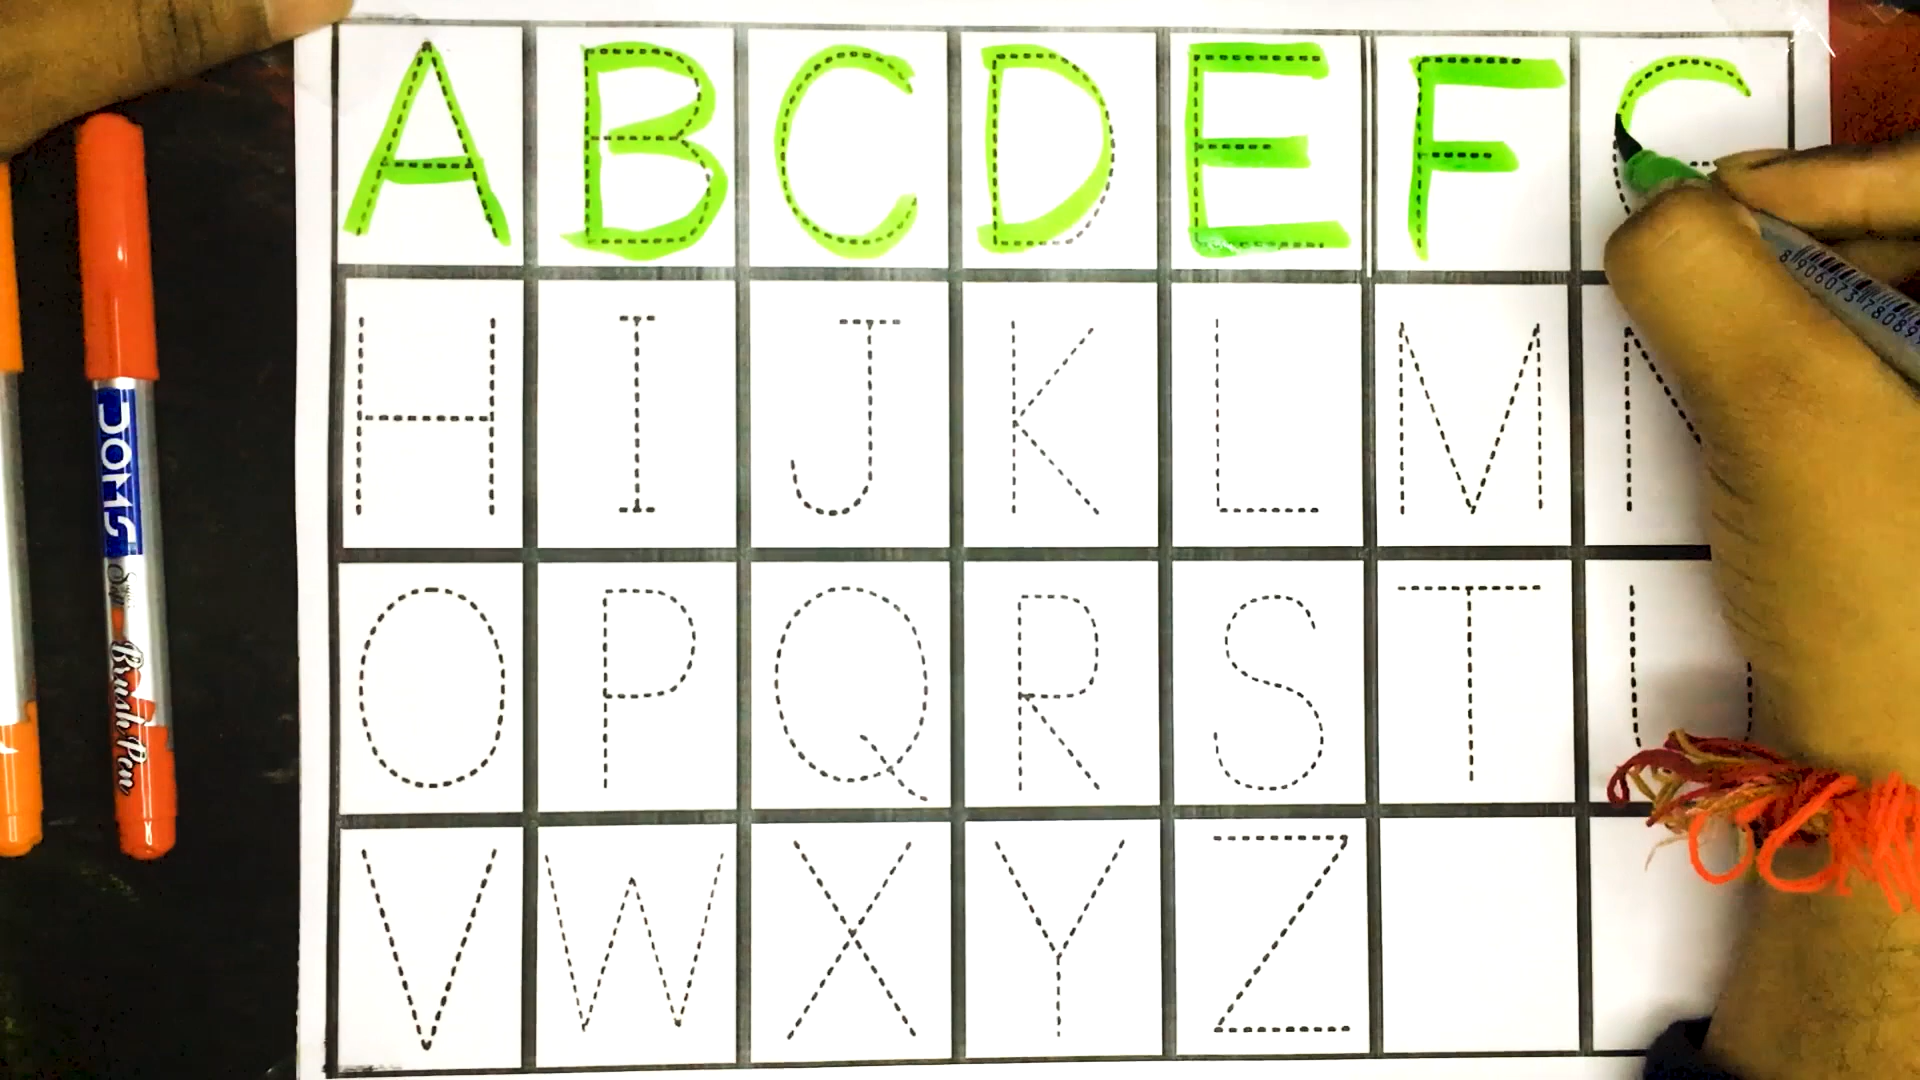 A B C D E F G
H I J K L M N
O P Q R S T U
V W X Y Z
DOMS
Brush Pen